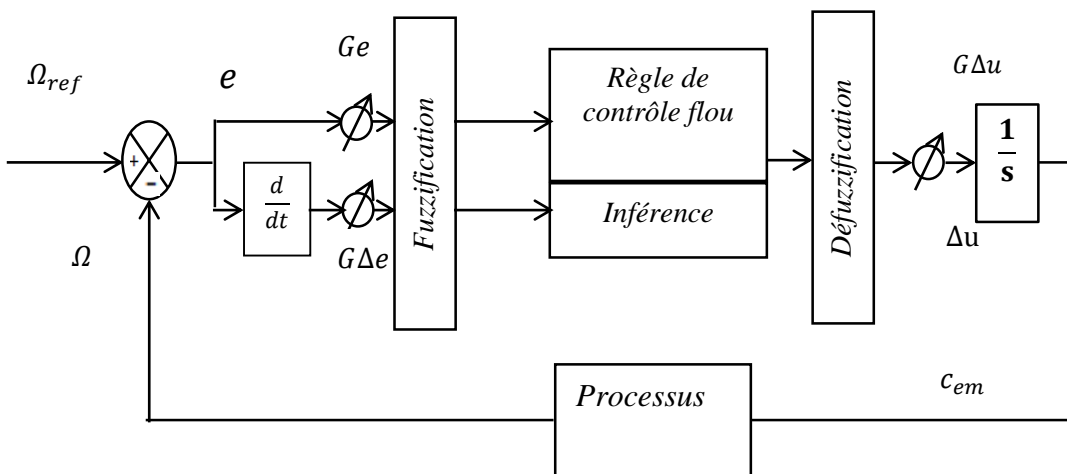 Ω_ref
e
Ge
Fuzzification
Règle de
contrôle flou
Défuzzification
GΔu
1
s
+
-
d
dt
Inférence
Ω
GΔe
Δu
Processus
c_em